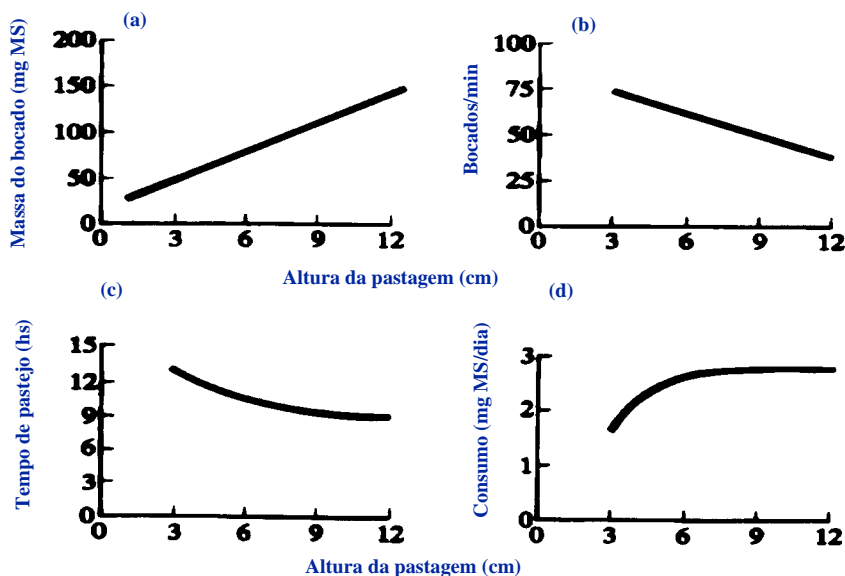 (a)
Massa do bocado (mg MS)
200
150
100
50
0
0 3 6 9 12
(b)
Bocados/min
100
75
50
25
0
0 3 6 9 12
Altura da pastagem (cm)
(c)
Tempo de pastejo (hs)
15
12
9
6
3
0
0 3 6 9 12
(d)
Consumo (mg MS/dia)
3
2
1
0
0 3 6 9 12
Altura da pastagem (cm)